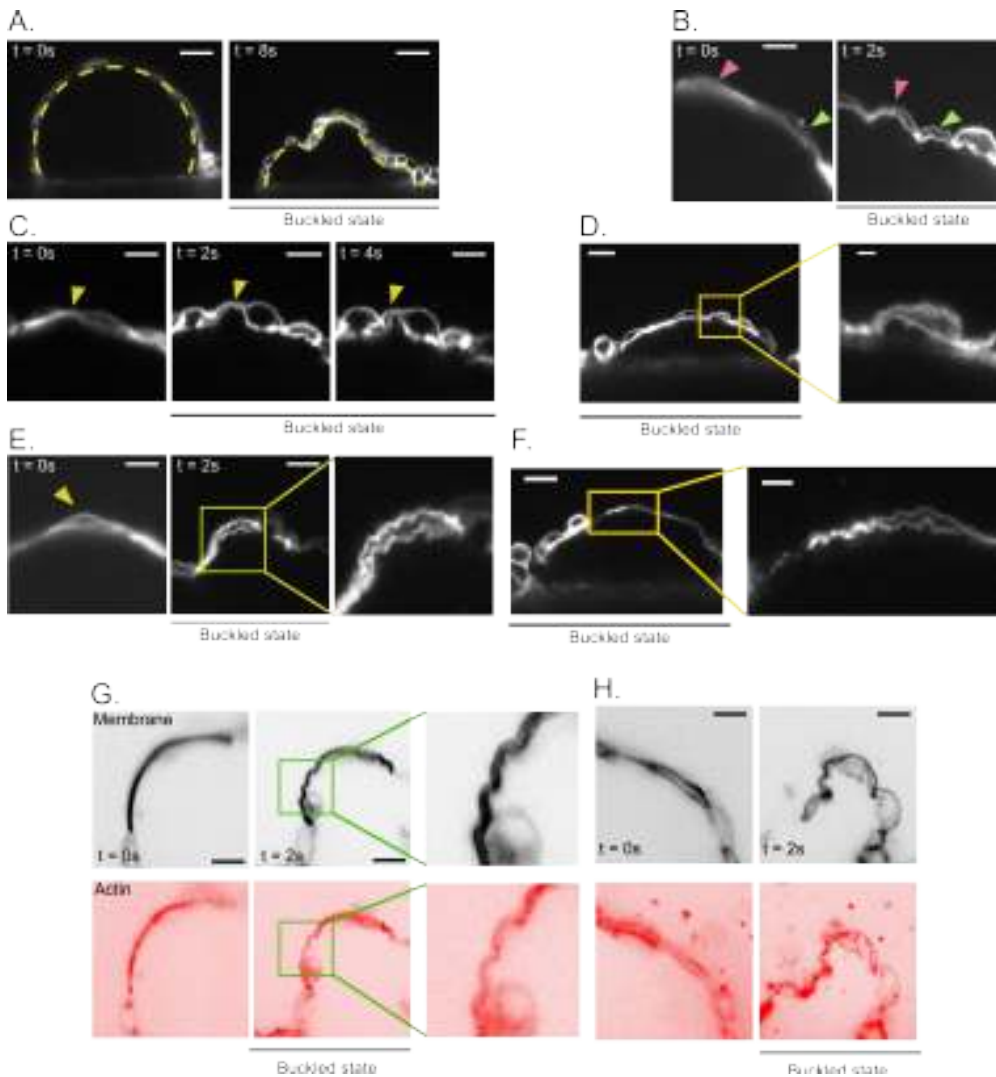 A.
B.
t = 0s
t = 8s
t = 0s
t = 2s
Buckled state
Buckled state
C.
D.
t = 0s
t = 2s
t = 4s
Buckled state
Buckled state
E.
F.
t = 0s
t = 2s
Buckled state
Buckled state
G.
H.
Membrane
t = 0s
t = 2s
t = 0s
t = 2s
Actin
Buckled state
Buckled state